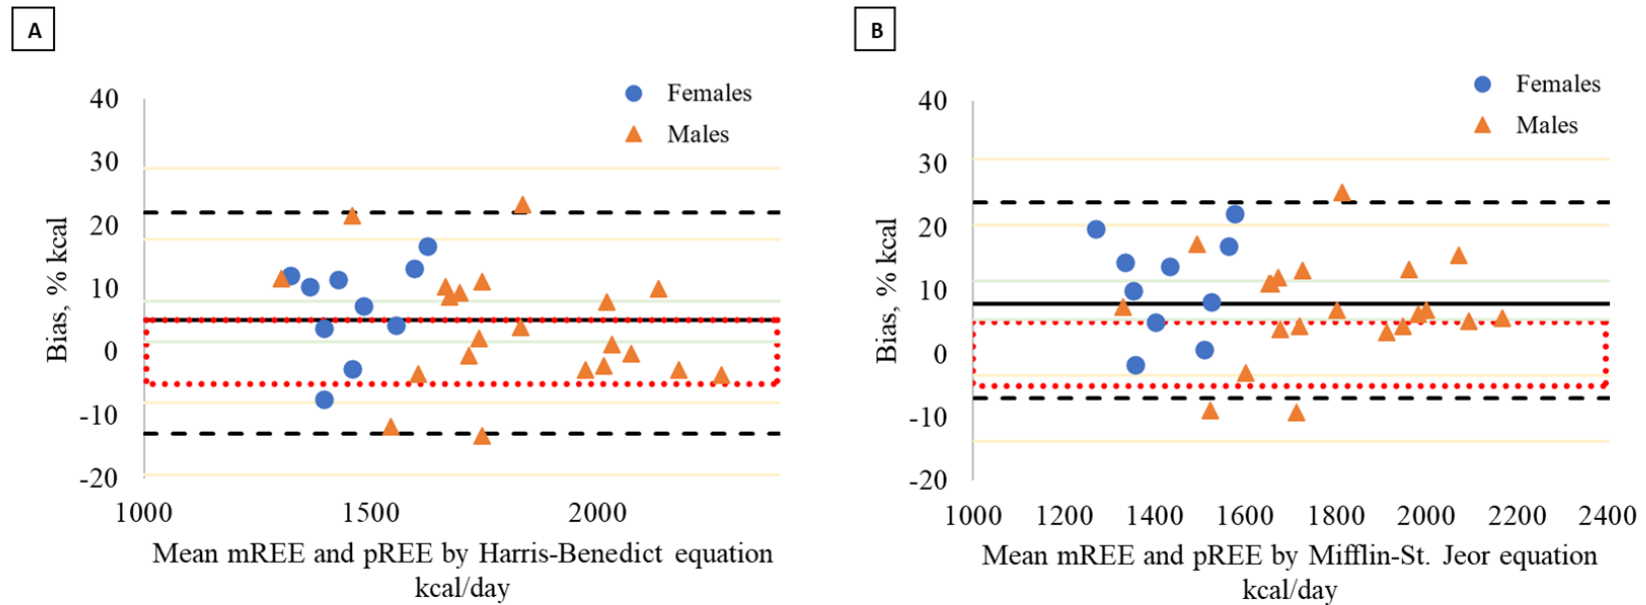 A
Females
Males
40
30
20
10
0
-10
-20
Bias, % kcal
1000 1500 2000
Mean mREE and pREE by Harris-Benedict equation
kcal/day
B
Females
Males
40
30
20
10
0
-10
-20
Bias, % kcal
1000 1200 1400 1600 1800 2000 2200 2400
Mean mREE and pREE by Mifflin-St. Jeor equation
kcal/day